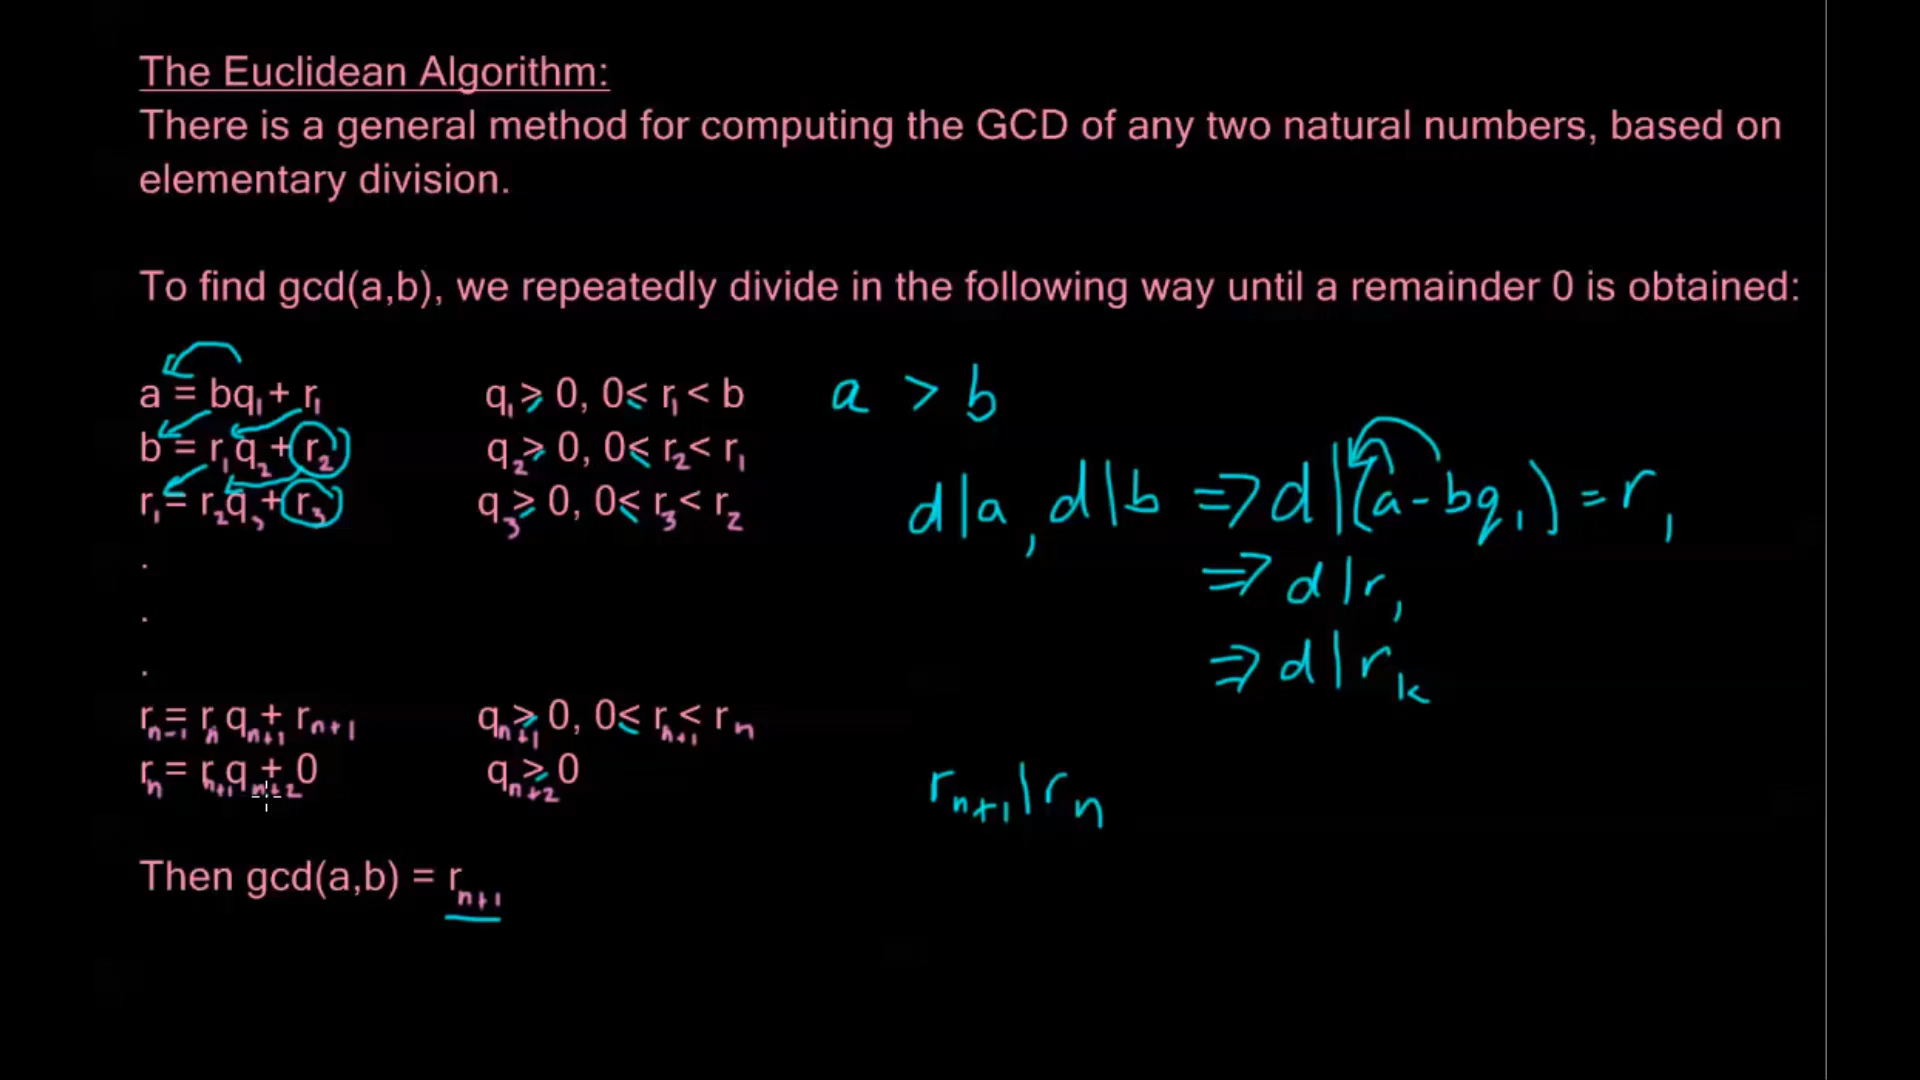 The Euclidean Algorithm:
There is a general method for computing the GCD of any two natural numbers, based on
elementary division.
To find gcd(a,b), we repeatedly divide in the following way until a remainder 0 is obtained:
a = bq₁ + r₁ q₁ ≥ 0, 0 ≤ r₁ < b a > b
b = r₁q₂ + r₂ q₂ ≥ 0, 0 ≤ r₂ < r₁
r₁ = r₂q₃ + r₃ q₃ ≥ 0, 0 ≤ r₃ < r₂ d|a, d|b ⇒ d|(a - bq₁) = r₁
.
⇒ d|r₁
.
⇒ d|rₖ
.
rₙ₋₁ = rₙqₙ₊₁ + rₙ₊₁ qₙ₊₁ ≥ 0, 0 ≤ rₙ₊₁ < rₙ
rₙ = rₙ₊₁qₙ₊₂ + 0 qₙ₊₂ ≥ 0 rₙ₊₁|rₙ
Then gcd(a,b) = rₙ₊₁